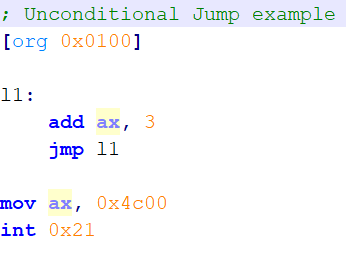 ; Unconditional Jump example
[org 0x0100]
l1:
add ax, 3
jmp l1
mov ax, 0x4c00
int 0x21